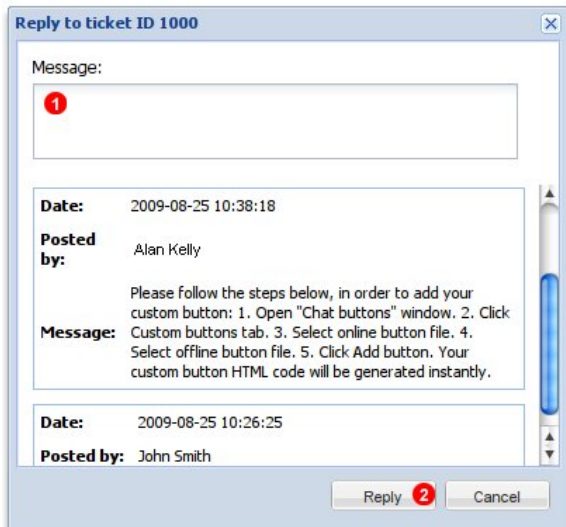 Reply to ticket ID 1000
Message:
1
Date: 2009-08-25 10:38:18
Posted by: Alan Kelly
Message: Please follow the steps below, in order to add your
custom button: 1. Open "Chat buttons" window. 2. Click
Custom buttons tab. 3. Select online button file. 4.
Select offline button file. 5. Click Add button. Your
custom button HTML code will be generated instantly.
Date: 2009-08-25 10:26:25
Posted by: John Smith
Reply 2 Cancel